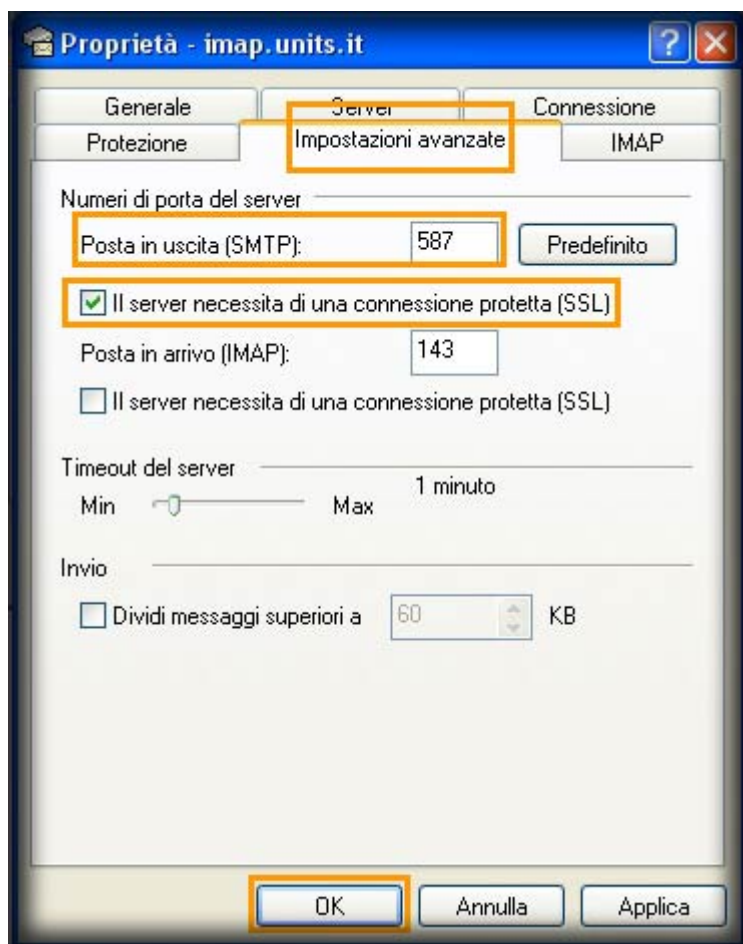 Proprietà - imap.units.it
Generale Server Connessione
Protezione Impostazioni avanzate IMAP
Numeri di porta del server
Posta in uscita (SMTP): 587 Predefinito
Il server necessita di una connessione protetta (SSL)
Posta in arrivo (IMAP): 143
Il server necessita di una connessione protetta (SSL)
Timeout del server
Min Max 1 minuto
Invio
Dividi messaggi superiori a 60 KB
OK Annulla Applica